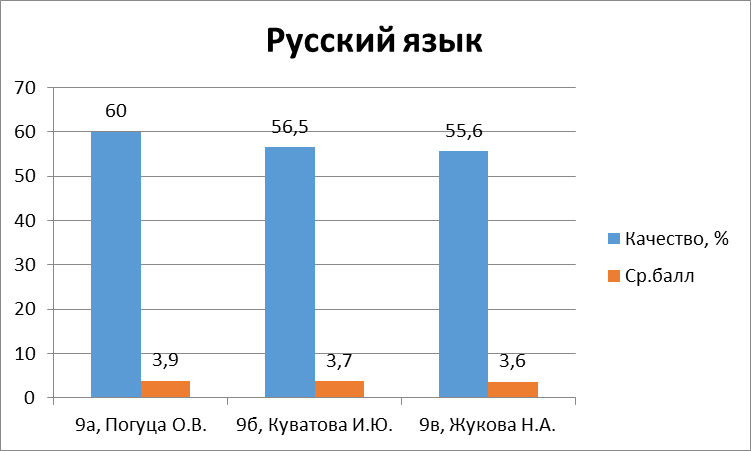 Русский язык
70
60
50
40
30
20
10
0
60
3,9
56,5
3,7
55,6
3,6
9а, Погуца О.В.
9б, Куватова И.Ю.
9в, Жукова Н.А.
Качество, %
Ср.балл